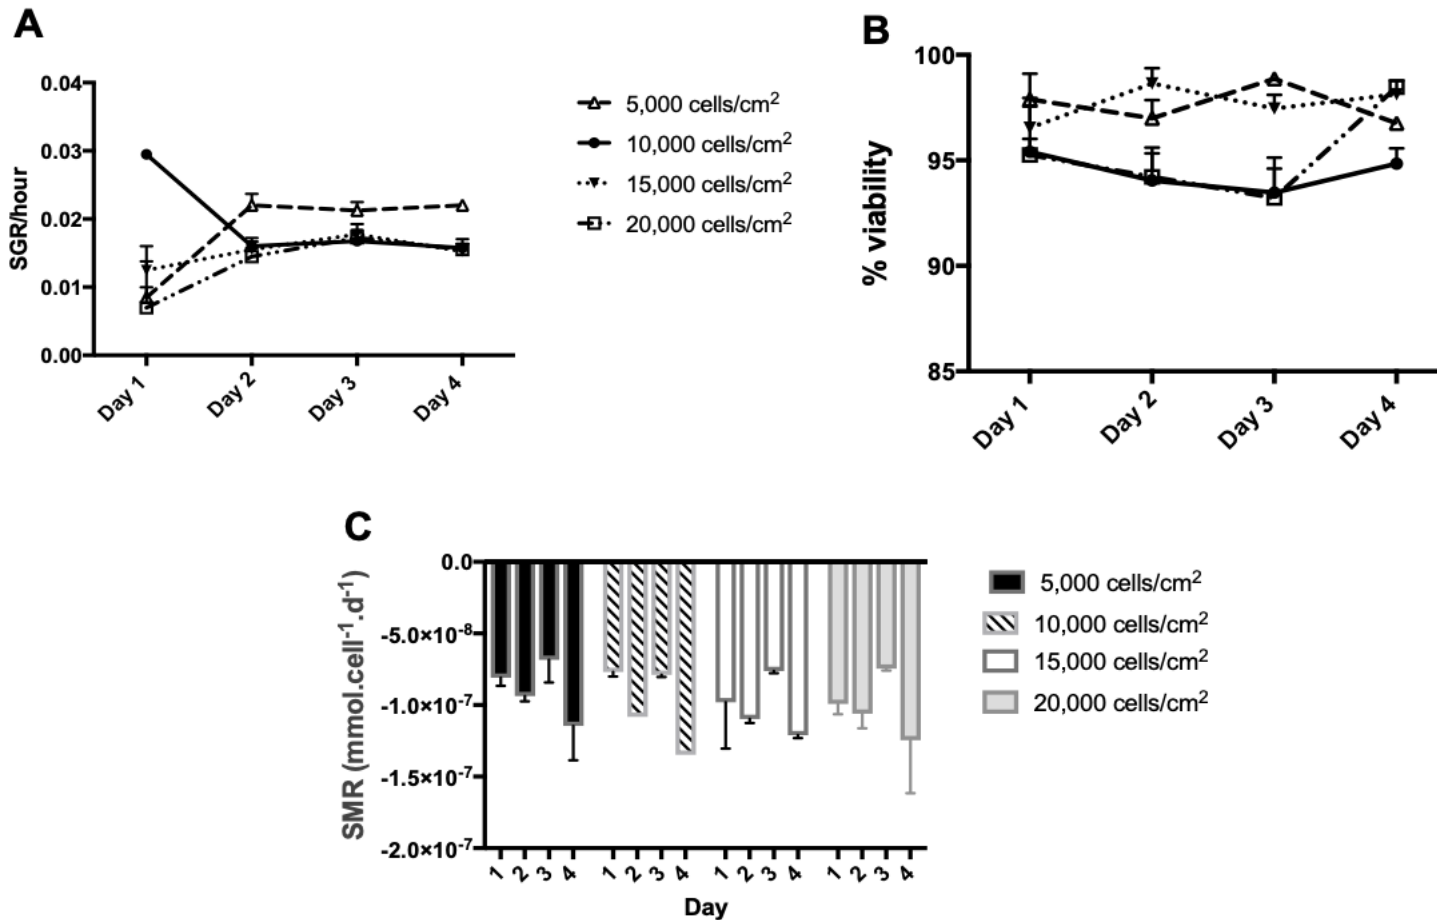 A
SGR/hour
0.04
0.03
0.02
0.01
0.00
Day 1
Day 2
Day 3
Day 4
5,000 cells/cm²
10,000 cells/cm²
15,000 cells/cm²
20,000 cells/cm²
B
% viability
100
95
90
85
Day 1
Day 2
Day 3
Day 4
C
SMR (mmol.cell⁻¹.d⁻¹)
0.0
-5.0×10⁻⁸
-1.0×10⁻⁷
-1.5×10⁻⁷
-2.0×10⁻⁷
1 2 3 4 1 2 3 4 1 2 3 4 1 2 3 4
Day
5,000 cells/cm²
10,000 cells/cm²
15,000 cells/cm²
20,000 cells/cm²